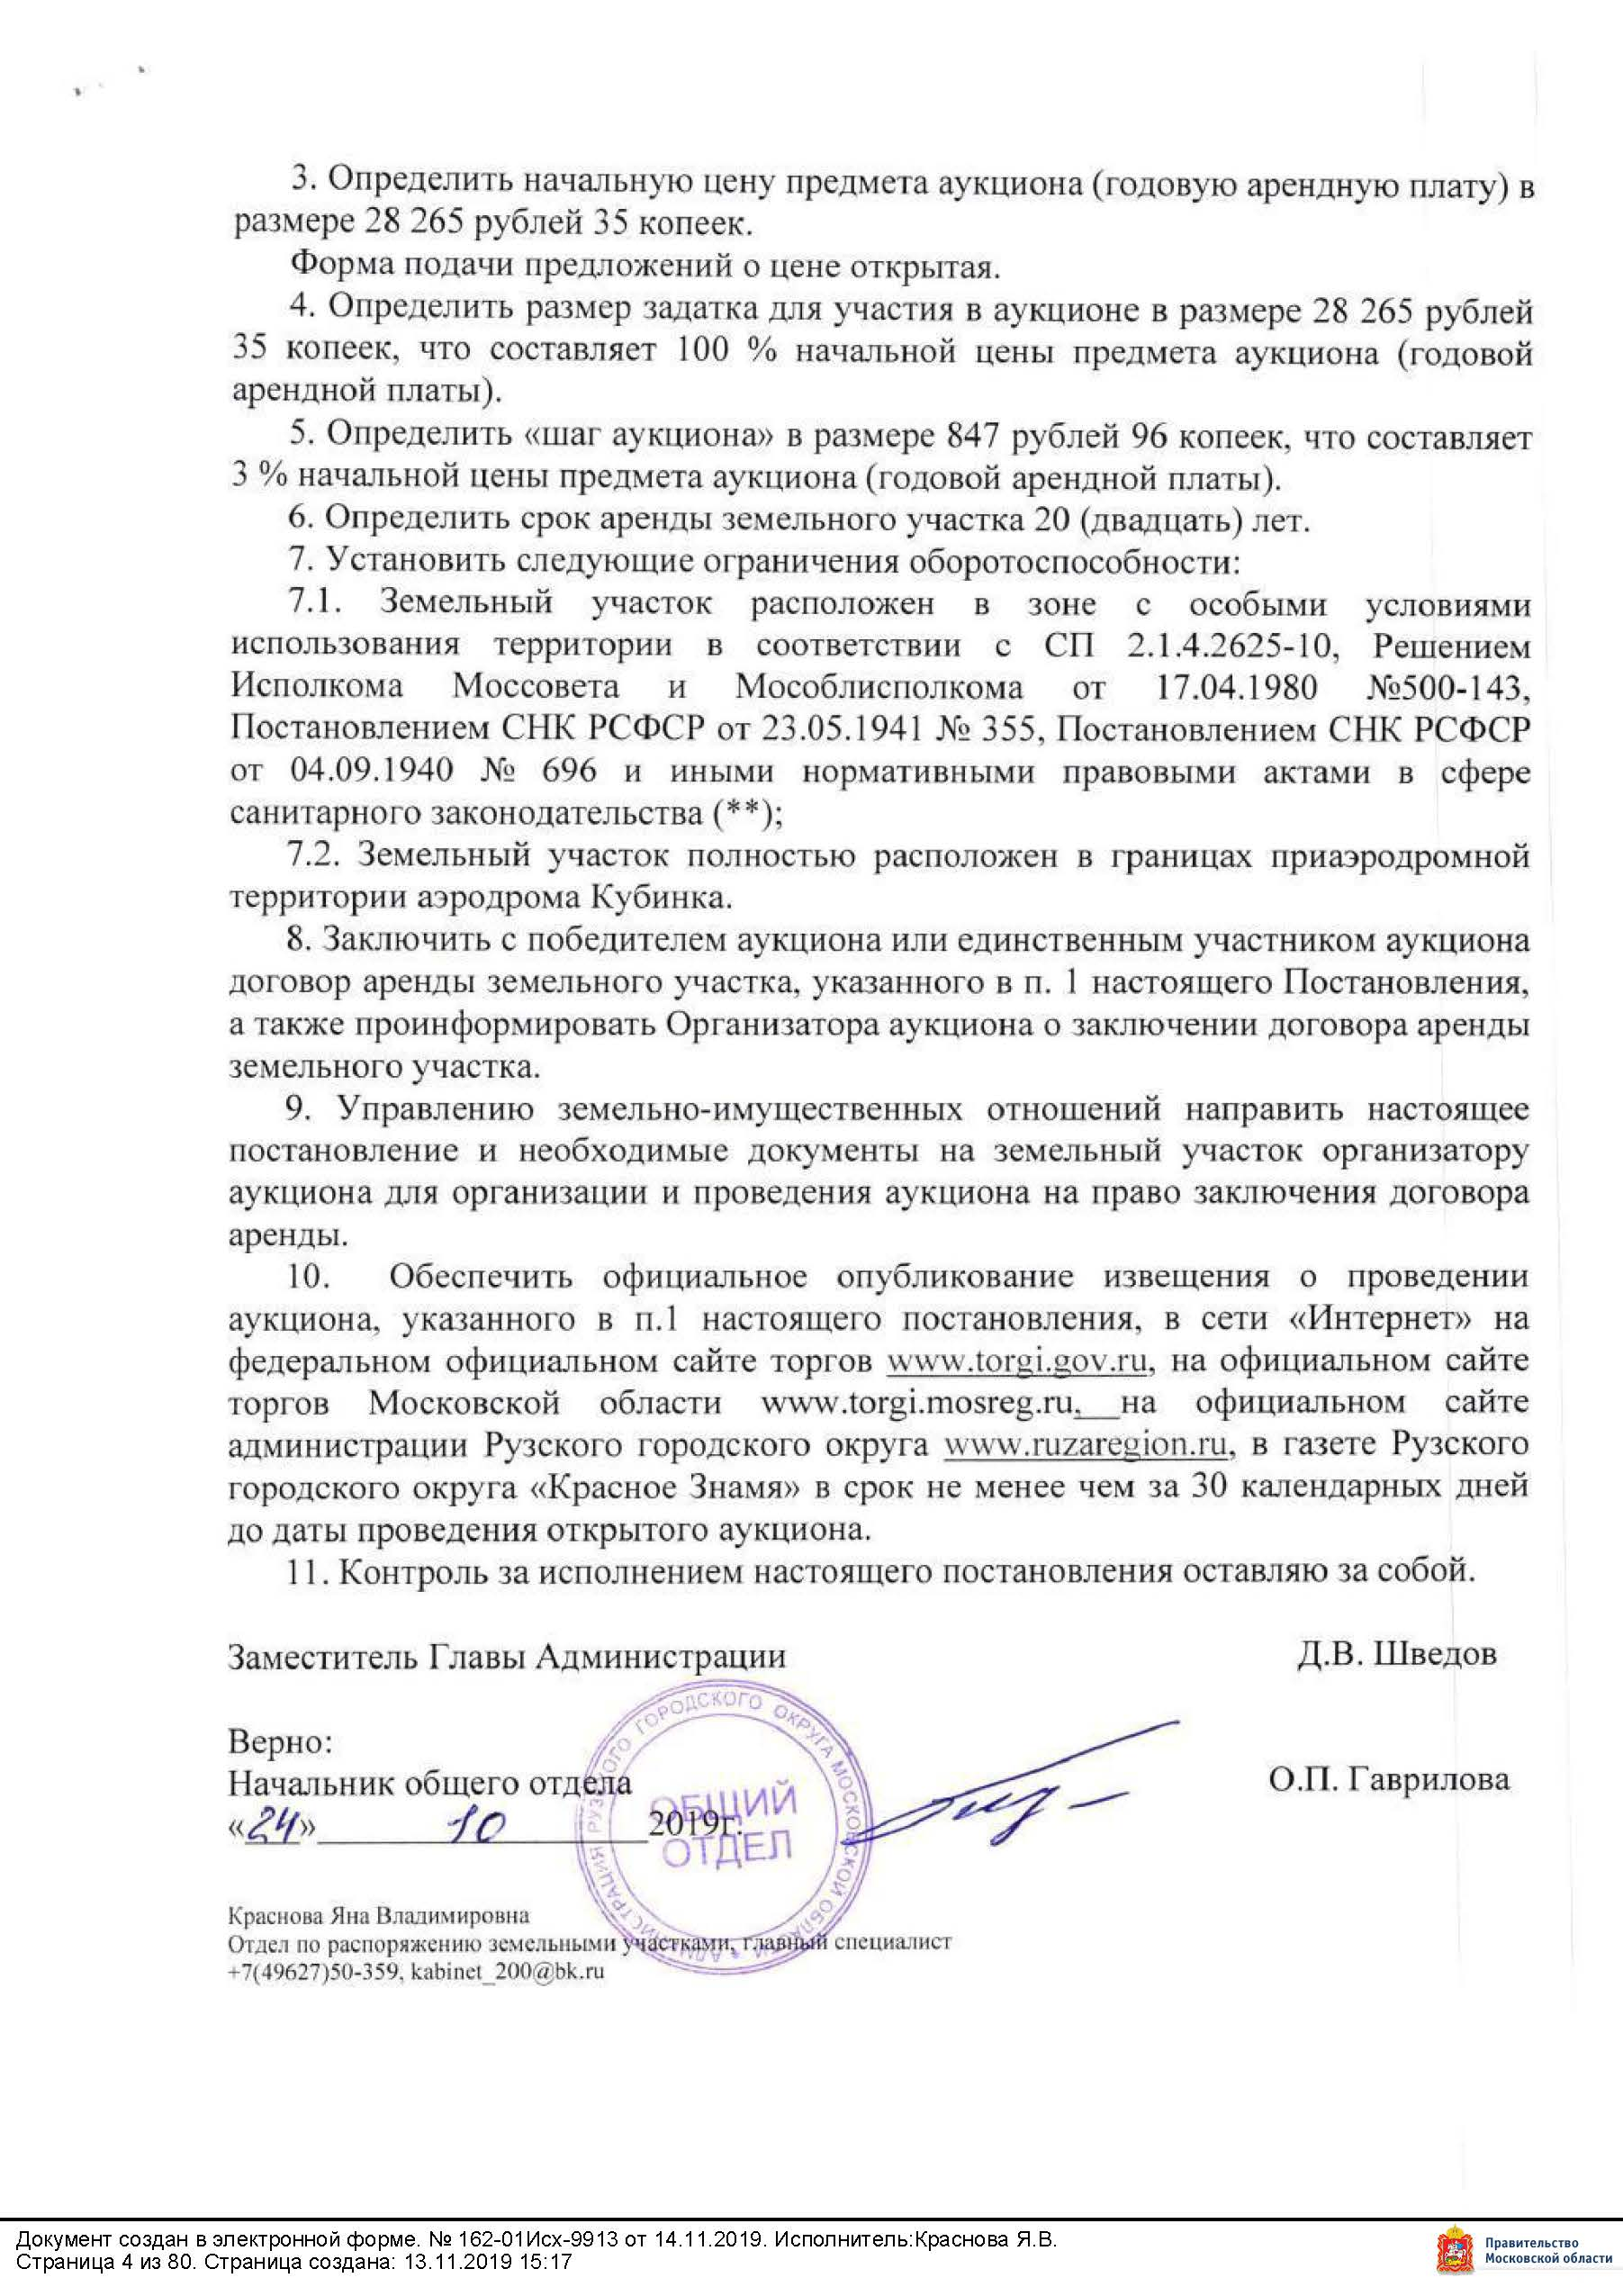 3. Определить начальную цену предмета аукциона (годовую арендную плату) в
размере 28 265 рублей 35 копеек.
Форма подачи предложений о цене открытая.
4. Определить размер задатка для участия в аукционе в размере 28 265 рублей
35 копеек, что составляет 100 % начальной цены предмета аукциона (годовой
арендной платы).
5. Определить «шаг аукциона» в размере 847 рублей 96 копеек, что составляет
3 % начальной цены предмета аукциона (годовой арендной платы).
6. Определить срок аренды земельного участка 20 (двадцать) лет.
7. Установить следующие ограничения оборотоспособности:
7.1. Земельный участок расположен в зоне с особыми условиями
использования территории в соответствии с СП 2.1.4.2625-10, Решением
Исполкома Моссовета и Мособлисполкома от 17.04.1980 №500-143,
Постановлением СНК РСФСР от 23.05.1941 № 355, Постановлением СНК РСФСР
от 04.09.1940 № 696 и иными нормативными правовыми актами в сфере
санитарного законодательства (**);
7.2. Земельный участок полностью расположен в границах приаэродромной
территории аэродрома Кубинка.
8. Заключить с победителем аукциона или единственным участником аукциона
договор аренды земельного участка, указанного в п. 1 настоящего Постановления,
а также проинформировать Организатора аукциона о заключении договора аренды
земельного участка.
9. Управлению земельно-имущественных отношений направить настоящее
постановление и необходимые документы на земельный участок организатору
аукциона для организации и проведения аукциона на право заключения договора
аренды.
10. Обеспечить официальное опубликование извещения о проведении
аукциона, указанного в п.1 настоящего постановления, в сети «Интернет» на
федеральном официальном сайте торгов www.torgi.gov.ru, на официальном сайте
торгов Московской области www.torgi.mosreg.ru, на официальном сайте
администрации Рузского городского округа www.ruzaregion.ru, в газете Рузского
городского округа «Красное Знамя» в срок не менее чем за 30 календарных дней
до даты проведения открытого аукциона.
11. Контроль за исполнением настоящего постановления оставляю за собой.
Заместитель Главы Администрации Д.В. Шведов
Верно:
Начальник общего отдела О.П. Гаврилова
«24» 10 2019г.
АДМИНИСТРАЦИЯ РУЗСКОГО ГОРОДСКОГО ОКРУГА МОСКОВСКОЙ ОБЛАСТИ
ОБЩИЙ
ОТДЕЛ
Краснова Яна Владимировна
Отдел по распоряжению земельными участками, главный специалист
+7(49627)50-359, kabinet_200@bk.ru
Документ создан в электронной форме. № 162-01Исх-9913 от 14.11.2019. Исполнитель:Краснова Я.В.
Страница 4 из 80. Страница создана: 13.11.2019 15:17
Правительство
Московской области